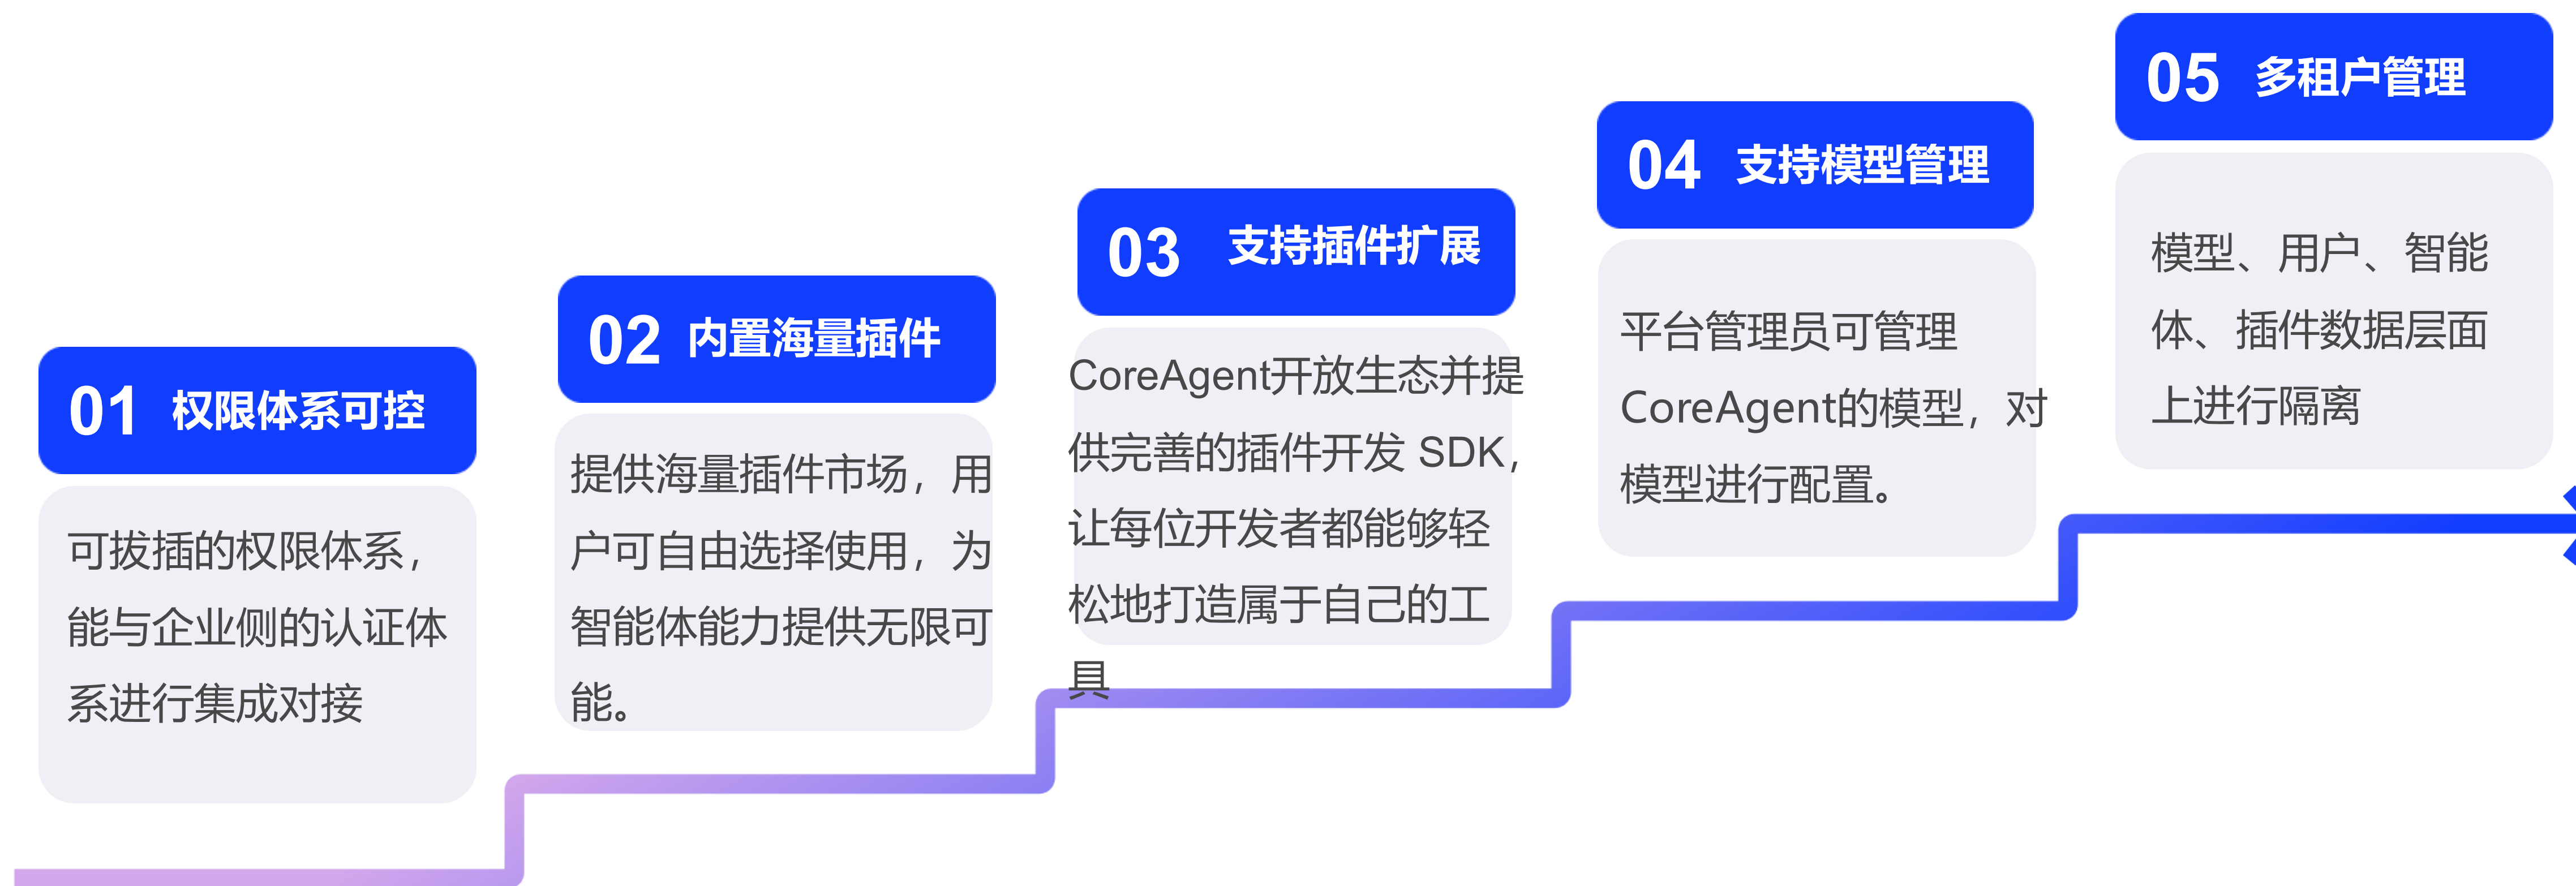 01 权限体系可控
可拔插的权限体系，
能与企业侧的认证体
系进行集成对接
02 内置海量插件
提供海量插件市场，用
户可自由选择使用，为
智能体能力提供无限可
能。
03 支持插件扩展
CoreAgent开放生态并提
供完善的插件开发 SDK，
让每位开发者都能够轻
松地打造属于自己的工
具
04 支持模型管理
平台管理员可管理
CoreAgent的模型，对
模型进行配置。
05 多租户管理
模型、用户、智能
体、插件数据层面
上进行隔离